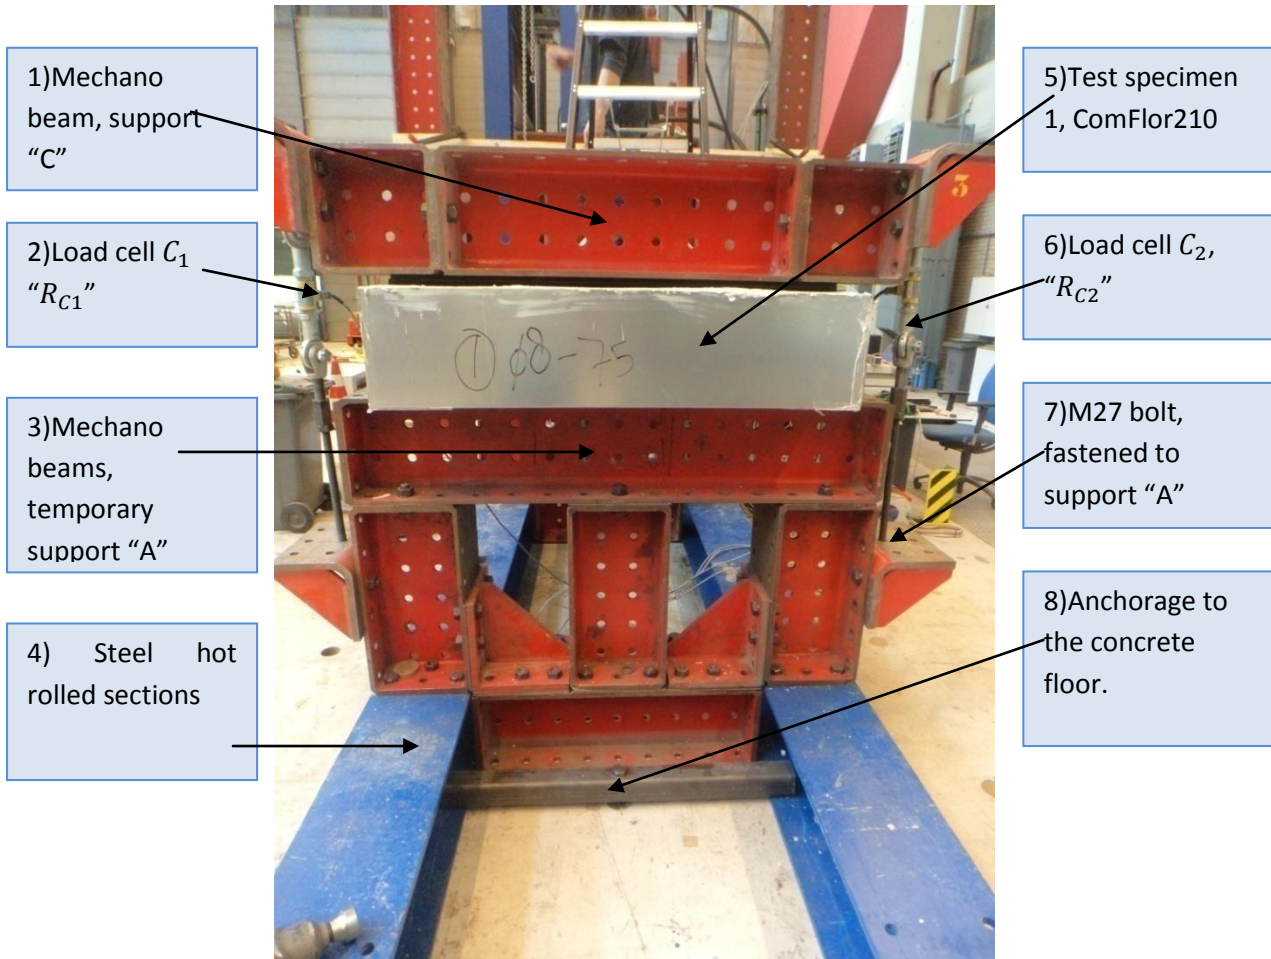 1)Mechano
beam, support
“C”
2)Load cell C₁
“R_C1”
3)Mechano
beams,
temporary
support “A”
4) Steel hot
rolled sections
5)Test specimen
1, ComFlor210
6)Load cell C₂,
“R_C2”
7)M27 bolt,
fastened to
support “A”
8)Anchorage to
the concrete
floor.
3
① ϕ8-75